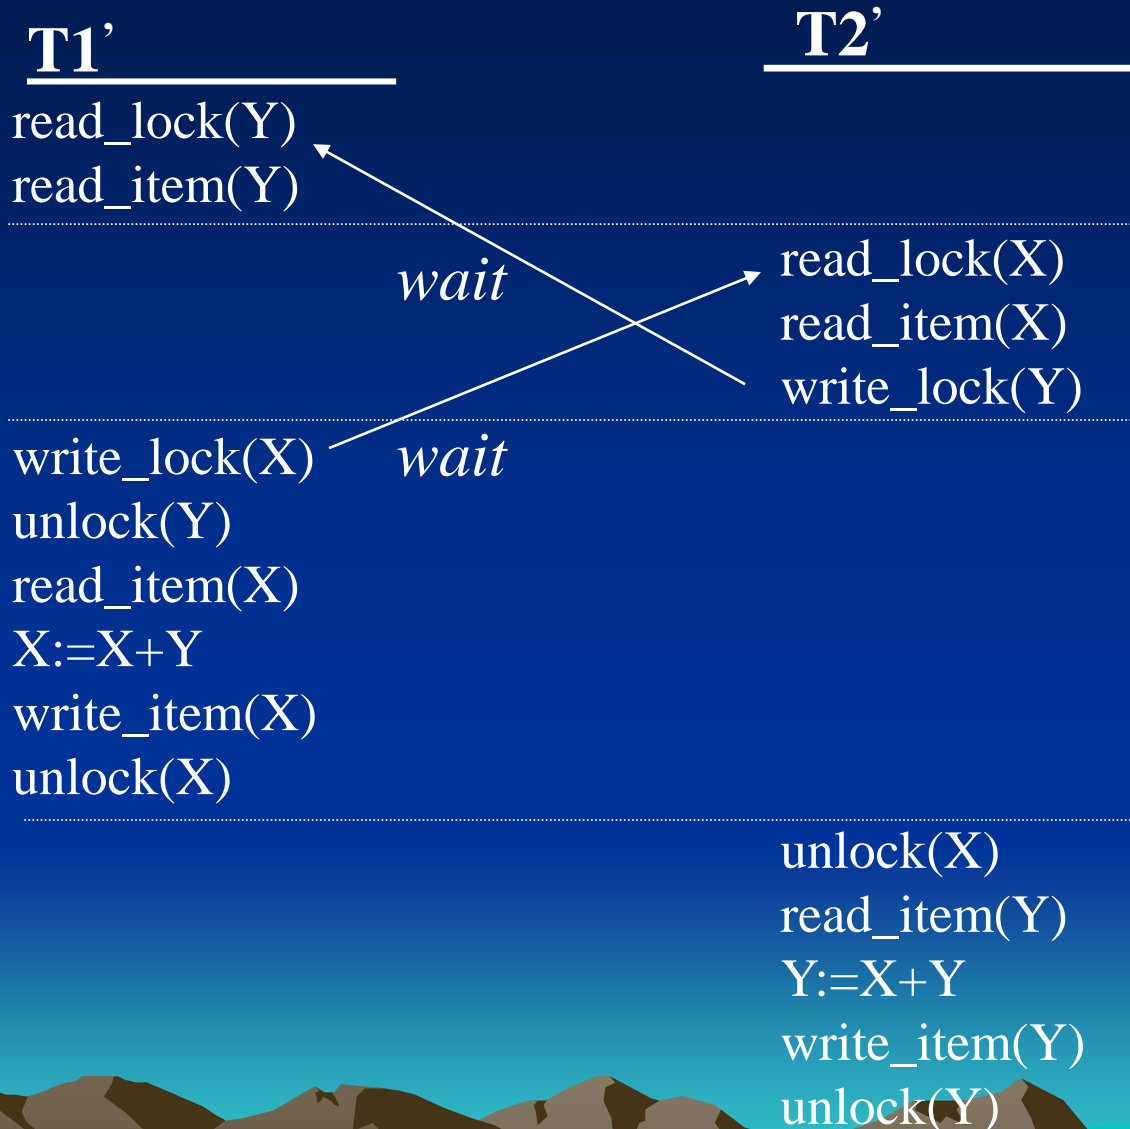 T1’
T2’
read_lock(Y)
read_item(Y)
read_lock(X)
wait
read_item(X)
write_lock(Y)
write_lock(X)
wait
unlock(Y)
read_item(X)
X:=X+Y
write_item(X)
unlock(X)
unlock(X)
read_item(Y)
Y:=X+Y
write_item(Y)
unlock(Y)